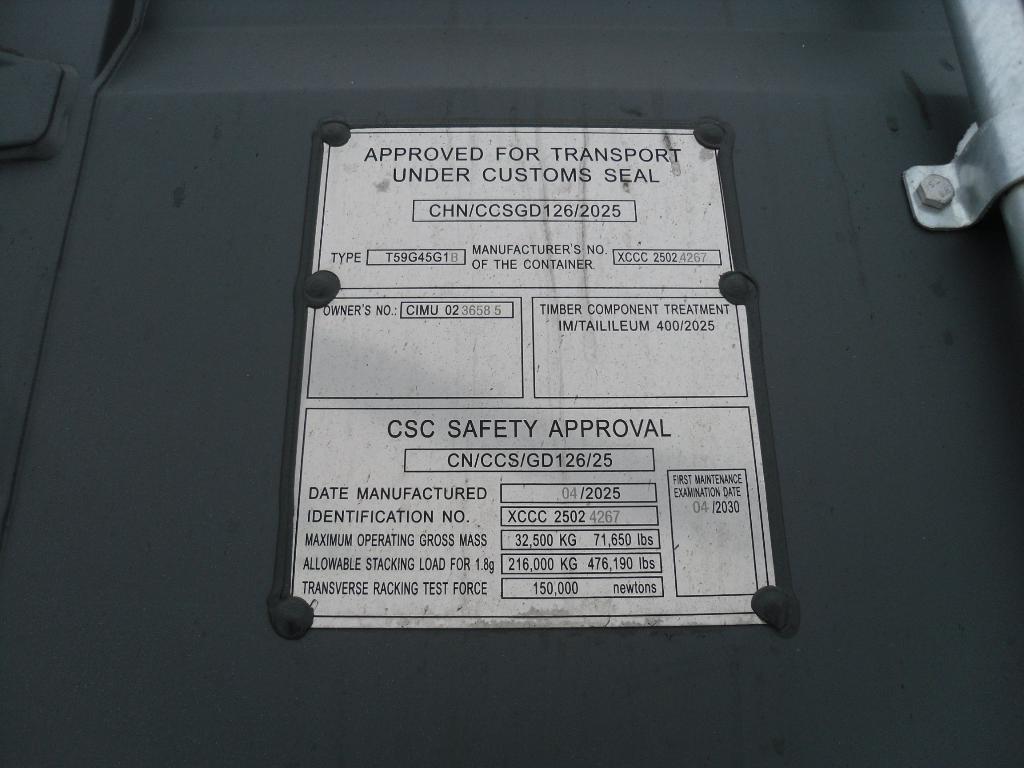 APPROVED FOR TRANSPORT
UNDER CUSTOMS SEAL
CHN/CCSGD126/2025
TYPE T59G45G1B MANUFACTURER'S NO. OF THE CONTAINER. XCCC 2502 4267
OWNER'S NO.: CIMU 02 3658 5
TIMBER COMPONENT TREATMENT
IM/TAILILEUM 400/2025
CSC SAFETY APPROVAL
CN/CCS/GD126/25
DATE MANUFACTURED 04/2025
IDENTIFICATION NO. XCCC 2502 4267
MAXIMUM OPERATING GROSS MASS 32,500 KG 71,650 lbs
ALLOWABLE STACKING LOAD FOR 1.8g 216,000 KG 476,190 lbs
TRANSVERSE RACKING TEST FORCE 150,000 newtons
FIRST MAINTENANCE
EXAMINATION DATE
04/2030